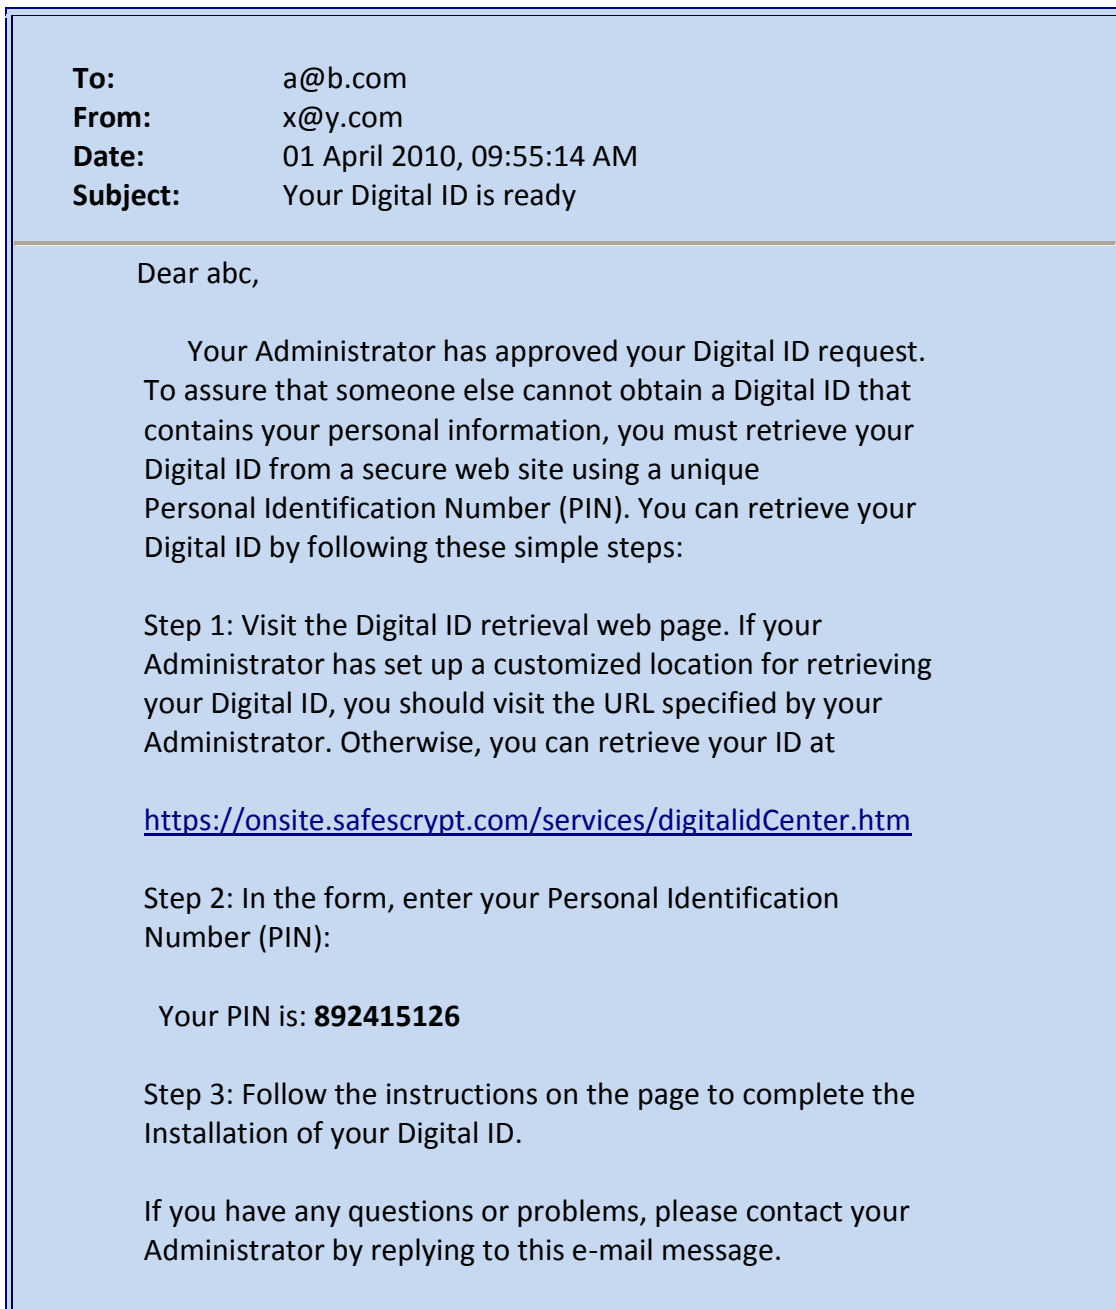 To: a@b.com
From: x@y.com
Date: 01 April 2010, 09:55:14 AM
Subject: Your Digital ID is ready
Dear abc,
Your Administrator has approved your Digital ID request.
To assure that someone else cannot obtain a Digital ID that
contains your personal information, you must retrieve your
Digital ID from a secure web site using a unique
Personal Identification Number (PIN). You can retrieve your
Digital ID by following these simple steps:
Step 1: Visit the Digital ID retrieval web page. If your
Administrator has set up a customized location for retrieving
your Digital ID, you should visit the URL specified by your
Administrator. Otherwise, you can retrieve your ID at
https://onsite.safescrypt.com/services/digitalidCenter.htm
Step 2: In the form, enter your Personal Identification
Number (PIN):
Your PIN is: 892415126
Step 3: Follow the instructions on the page to complete the
Installation of your Digital ID.
If you have any questions or problems, please contact your
Administrator by replying to this e-mail message.